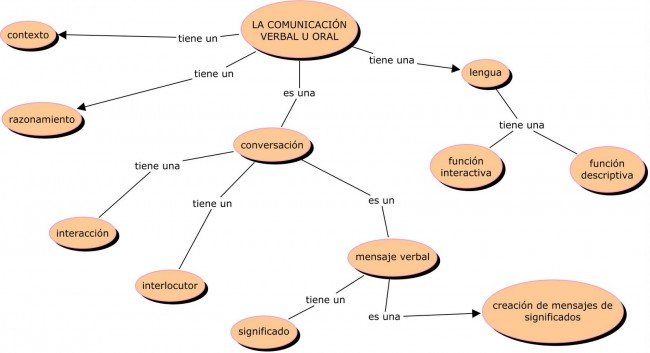 LA COMUNICACIÓN
VERBAL U ORAL
contexto
tiene un
tiene una
tiene un
lengua
razonamiento
es una
tiene una
conversación
función
interactiva
función
descriptiva
tiene una
tiene un
es un
interacción
mensaje verbal
interlocutor
tiene un
es una
creación de mensajes de
significados
significado